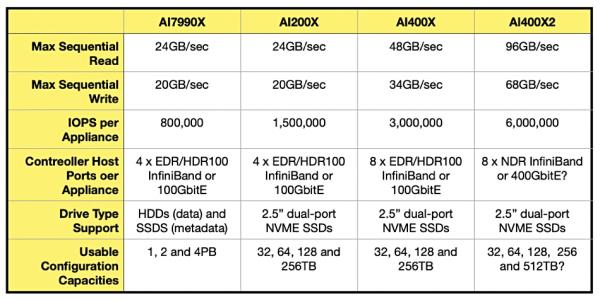 AI7990X AI200X AI400X AI400X2
Max Sequential 24GB/sec 24GB/sec 48GB/sec 96GB/sec
Read
Max Sequential 20GB/sec 20GB/sec 34GB/sec 68GB/sec
Write
IOPS per 800,000 1,500,000 3,000,000 6,000,000
Appliance
Contreoller Host 4 x EDR/HDR100 4 x EDR/HDR100 8 x EDR/HDR100 8 x NDR InfiniBand
Ports oer InfiniBand or InfiniBand or InfiniBand or or 400GbitE?
Appliance 100GbitE 100GbitE 100GbitE
Drive Type HDDs (data) and 2.5” dual-port 2.5” dual-port 2.5” dual-port
Support SSDS (metadata) NVME SSDs NVME SSDs NVME SSDs
Usable 1, 2 and 4PB 32, 64, 128 and 32, 64, 128 and 32, 64, 128, 256
Configuration 256TB 256TB and 512TB?
Capacities